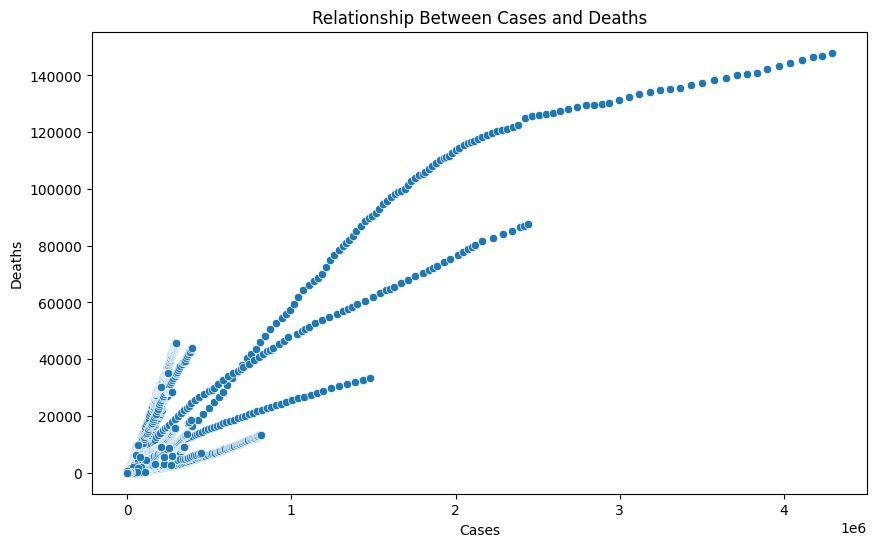 Relationship Between Cases and Deaths
140000
120000
100000
80000
60000
40000
20000
0
Deaths
0 1 2 3 4
1e6
Cases